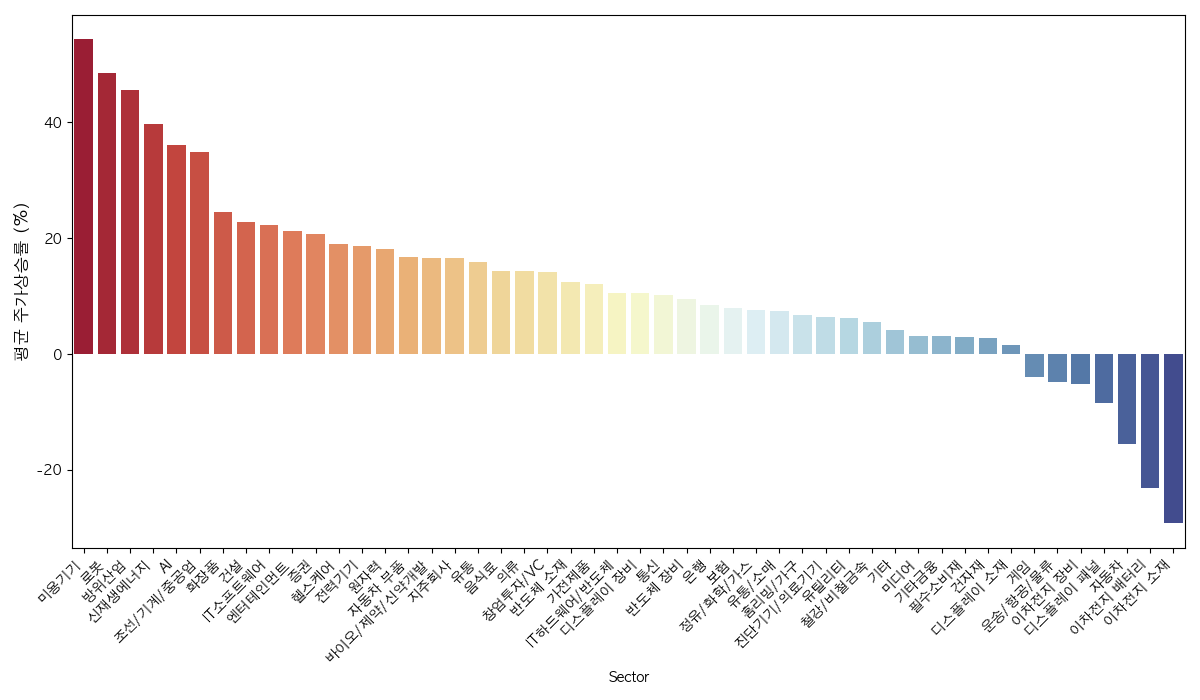 평균 주가상승률 (%)
40
20
0
-20
미용기기
로봇
방위산업
신재생에너지
AI
조선/기계/중공업
화장품
건설
IT소프트웨어
엔터테인먼트
증권
헬스케어
전력기기
원자력
자동차 부품
바이오/제약/신약개발
지주회사
유통
음식료
의류
창업투자/VC
반도체 소재
가전제품
IT하드웨어/반도체
디스플레이 장비
통신
반도체 장비
은행
보험
정유/화학/가스
유통/소매
홈리빙/가구
진단기기/의료기기
유틸리티
철강/비철금속
기타
미디어
기타금융
필수소비재
건자재
디스플레이 소재
게임
운송/항공/물류
이차전지 장비
디스플레이 패널
자동차
이차전지 배터리
이차전지 소재
Sector